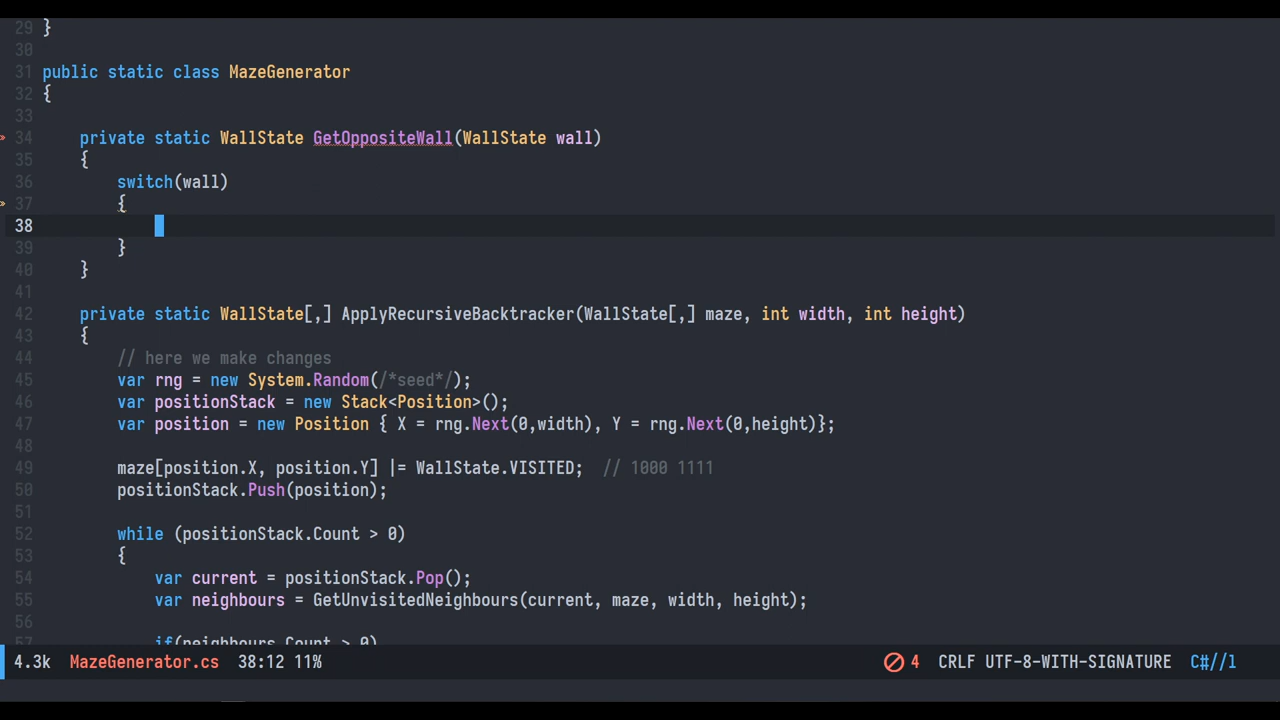 29 }
30
31 public static class MazeGenerator
32 {
33
» 34     private static WallState GetOppositeWall(WallState wall)
35     {
36         switch(wall)
» 37         {
38
39         }
40     }
41
42     private static WallState[,] ApplyRecursiveBacktracker(WallState[,] maze, int width, int height)
43     {
44         // here we make changes
45         var rng = new System.Random(/*seed*/);
46         var positionStack = new Stack<Position>();
47         var position = new Position { X = rng.Next(0,width), Y = rng.Next(0,height)};
48
49         maze[position.X, position.Y] |= WallState.VISITED;  // 1000 1111
50         positionStack.Push(position);
51
52         while (positionStack.Count > 0)
53         {
54             var current = positionStack.Pop();
55             var neighbours = GetUnvisitedNeighbours(current, maze, width, height);
56
57             if(neighbours.Count > 0)
4.3k MazeGenerator.cs 38:12 11% 4 CRLF UTF-8-WITH-SIGNATURE C#//l